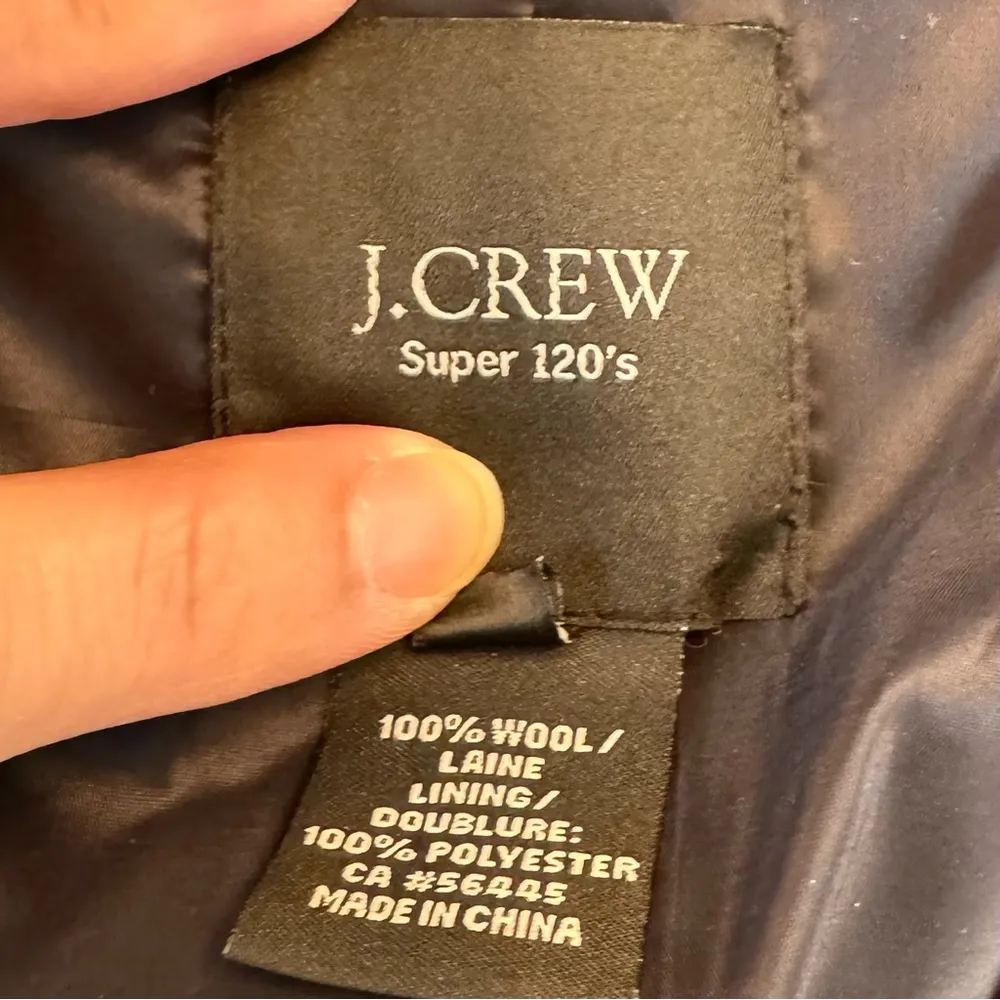 J.CREW
Super 120's
100% WOOL/
LAINE
LINING/
DOUBLURE:
100% POLYESTER
CA #56445
MADE IN CHINA